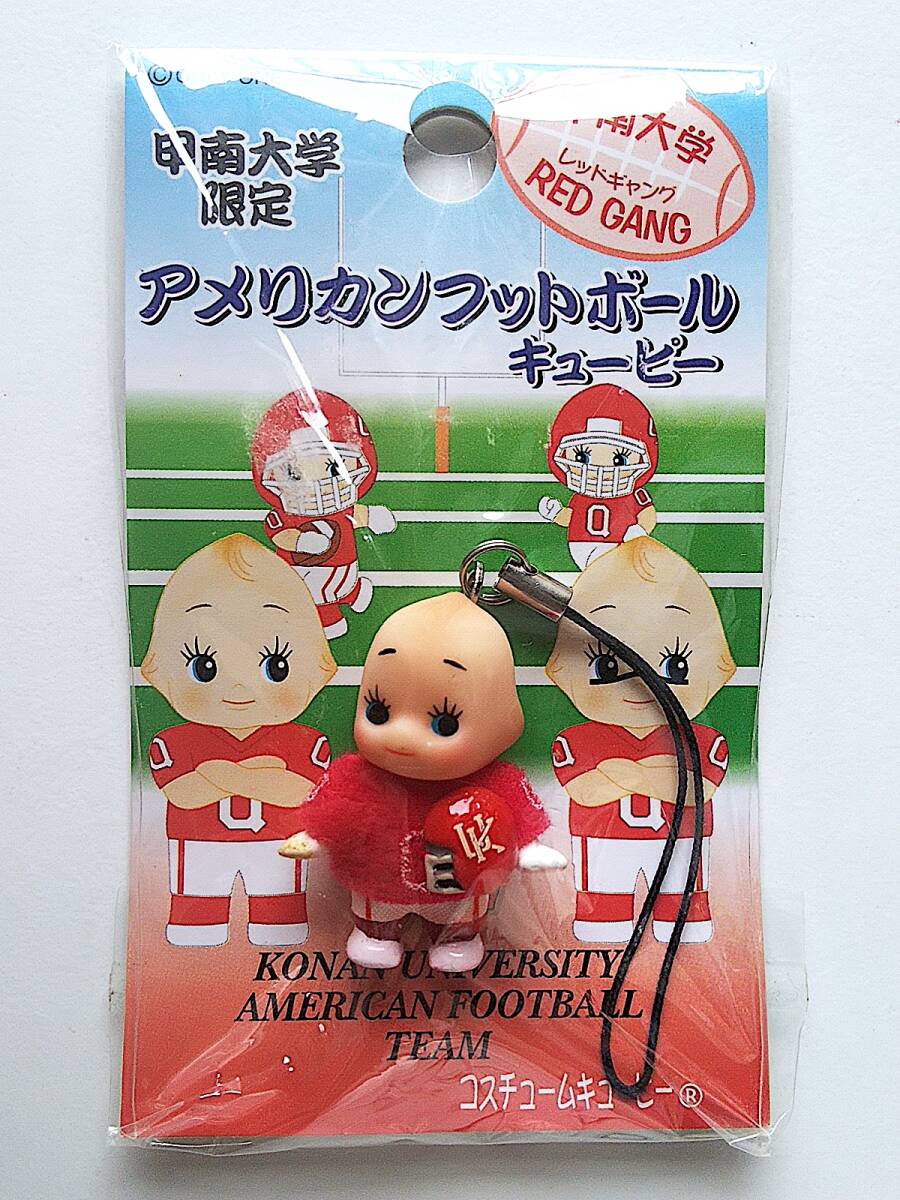 甲南大学
限定
南大学
レッドギャング
RED GANG
アメリカンフットボール
キューピー
Q
Q
Q
UK
KONAN UNIVERSITY
AMERICAN FOOTBALL
TEAM
コスチュームキューピー®